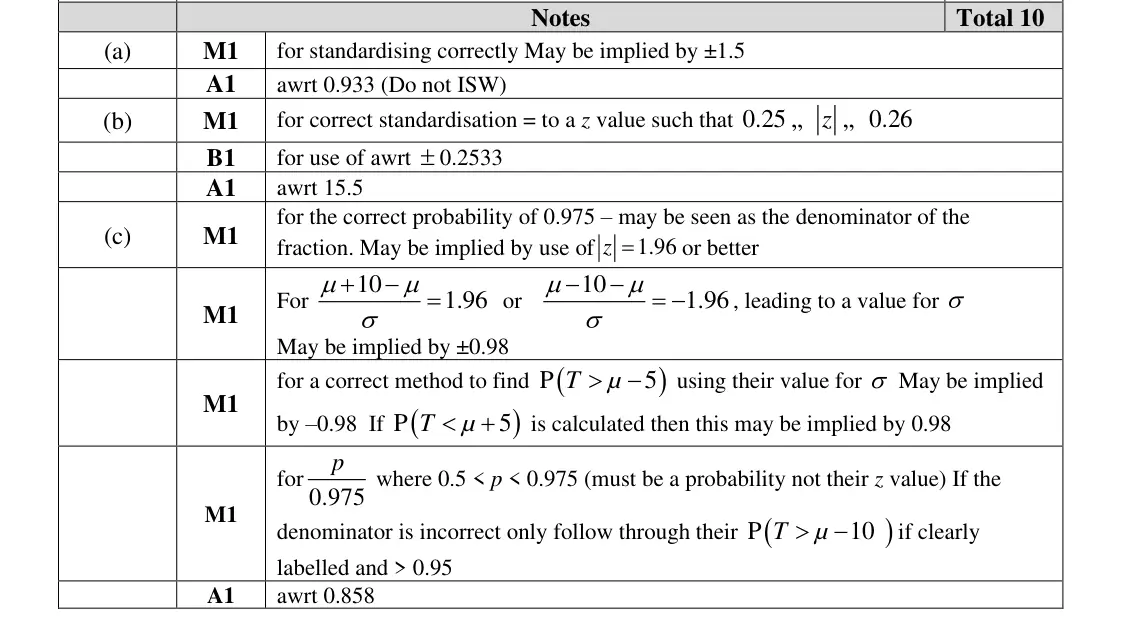 Notes Total 10
(a) M1 for standardising correctly May be implied by ±1.5
A1 awrt 0.933 (Do not ISW)
(b) M1 for correct standardisation = to a z value such that 0.25 ,, |z| ,, 0.26
B1 for use of awrt ± 0.2533
A1 awrt 15.5
(c) M1 for the correct probability of 0.975 – may be seen as the denominator of the
fraction. May be implied by use of |z| = 1.96 or better
M1 For (μ+10−μ)/σ = 1.96 or (μ−10−μ)/σ = −1.96, leading to a value for σ
May be implied by ±0.98
M1 for a correct method to find P(T > μ − 5) using their value for σ May be implied
by –0.98 If P(T < μ + 5) is calculated then this may be implied by 0.98
M1 for p/0.975 where 0.5 < p < 0.975 (must be a probability not their z value) If the
denominator is incorrect only follow through their P(T > μ −10 ) if clearly
labelled and > 0.95
A1 awrt 0.858